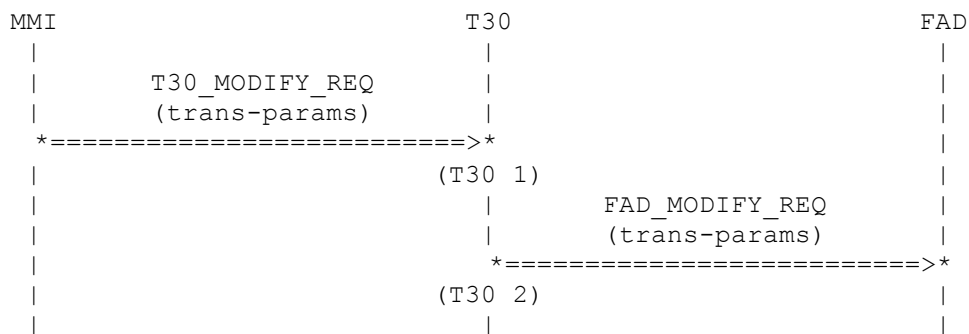 MMI T30 FAD
T30_MODIFY_REQ
(trans-params)
(T30 1)
FAD_MODIFY_REQ
(trans-params)
(T30 2)